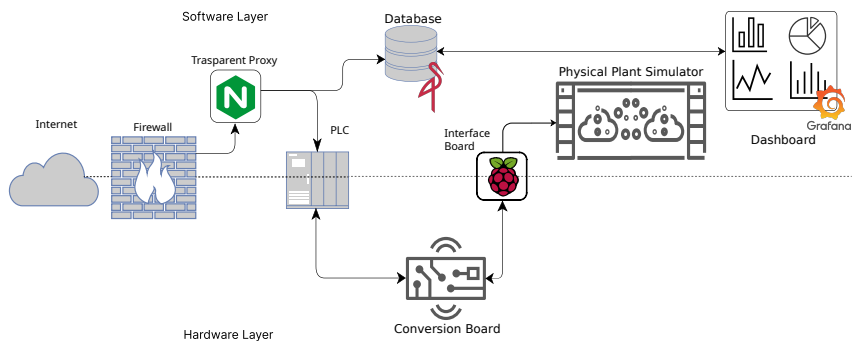 Software Layer
Database
Trasparent Proxy
N
Physical Plant Simulator
Internet
Firewall
PLC
Interface
Board
Grafana
Dashboard
Conversion Board
Hardware Layer